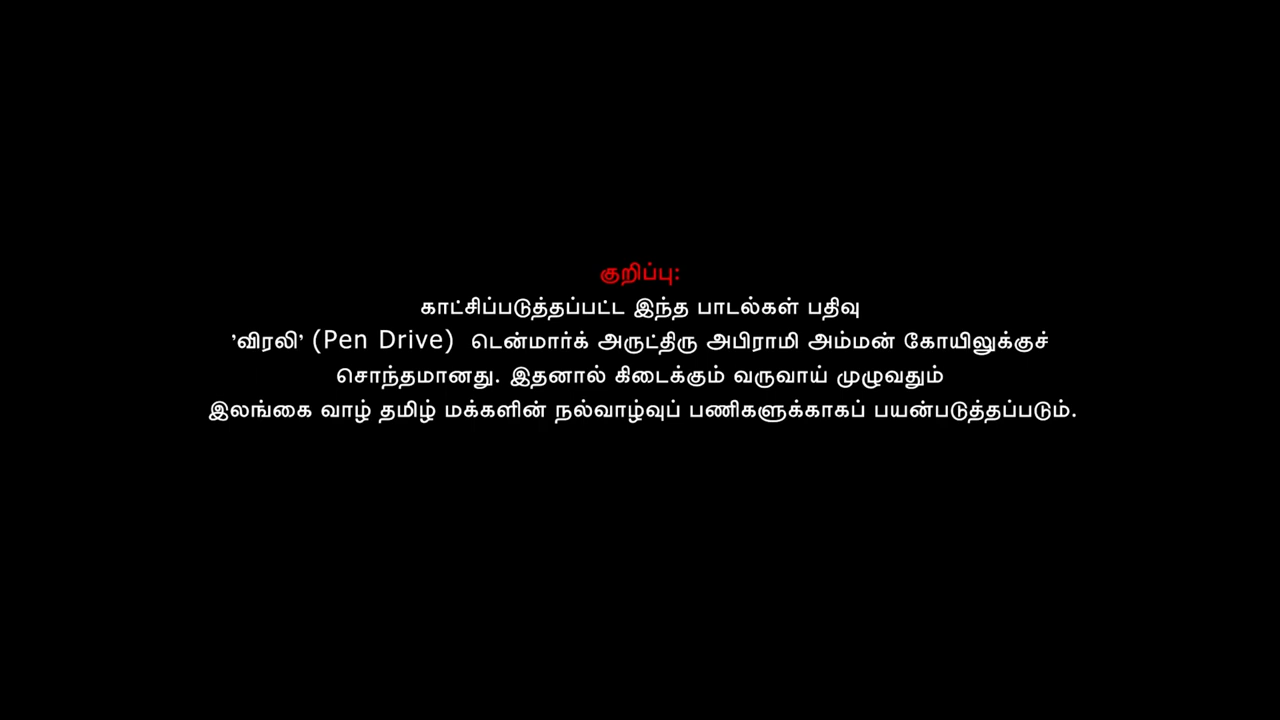 குறிப்பு:
காட்சிப்படுத்தப்பட்ட இந்த பாடல்கள் பதிவு
’விரலி’ (Pen Drive) டென்மார்க் அருட்திரு அபிராமி அம்மன் கோயிலுக்குச்
சொந்தமானது. இதனால் கிடைக்கும் வருவாய் முழுவதும்
இலங்கை வாழ் தமிழ் மக்களின் நல்வாழ்வுப் பணிகளுக்காகப் பயன்படுத்தப்படும்.